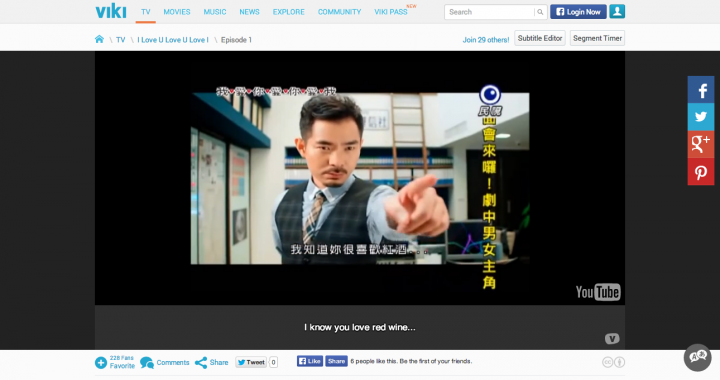 VIKI TV MOVIES MUSIC NEWS EXPLORE COMMUNITY VIKI PASS NEW Search Login Now
TV \ I Love U Love U Love I \ Episode 1 Join 29 others! Subtitle Editor Segment Timer
我愛你愛你愛我
民視
面會來囉！劇中男女主角
我知道妳很喜歡紅酒
YouTube
I know you love red wine...
228 Fans
Favorite Comments Share Tweet 0 Like Share 6 people like this. Be the first of your friends.